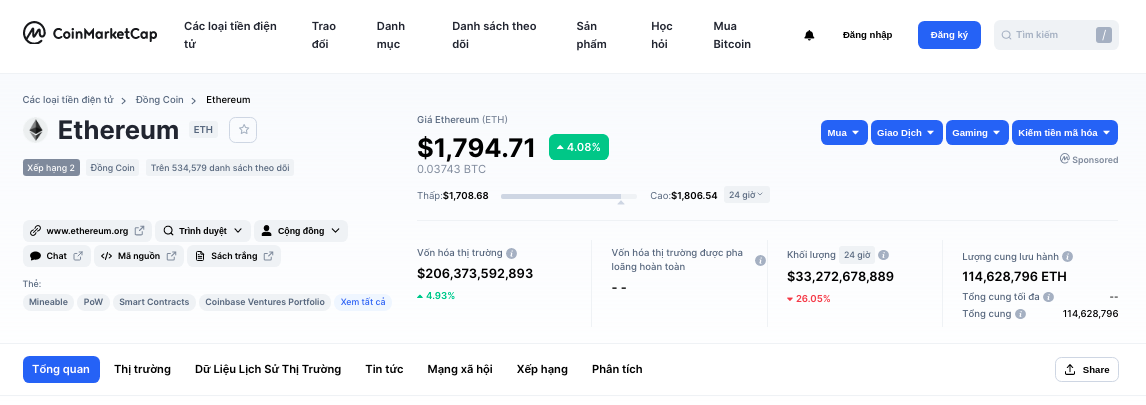 CoinMarketCap
Các loại tiền điện tử
Trao đổi
Danh mục
Danh sách theo dõi
Sản phẩm
Học hỏi
Mua Bitcoin
Đăng nhập
Đăng ký
Tìm kiếm
/
Các loại tiền điện tử > Đồng Coin > Ethereum
Ethereum ETH
Xếp hạng 2 Đồng Coin Trên 534,579 danh sách theo dõi
www.ethereum.org Trình duyệt Cộng đồng
Chat Mã nguồn Sách trắng
Thẻ:
Mineable PoW Smart Contracts Coinbase Ventures Portfolio Xem tất cả
Giá Ethereum (ETH)
$1,794.71 4.08%
0.03743 BTC
Thấp:$1,708.68 Cao:$1,806.54 24 giờ
Mua Giao Dịch Gaming Kiếm tiền mã hóa
Sponsored
Vốn hóa thị trường
$206,373,592,893
4.93%
Vốn hóa thị trường được pha
loãng hoàn toàn
- -
Khối lượng 24 giờ
$33,272,678,889
26.05%
Lượng cung lưu hành
114,628,796 ETH
Tổng cung tối đa --
Tổng cung 114,628,796
Tổng quan Thị trường Dữ Liệu Lịch Sử Thị Trường Tin tức Mạng xã hội Xếp hạng Phân tích
Share